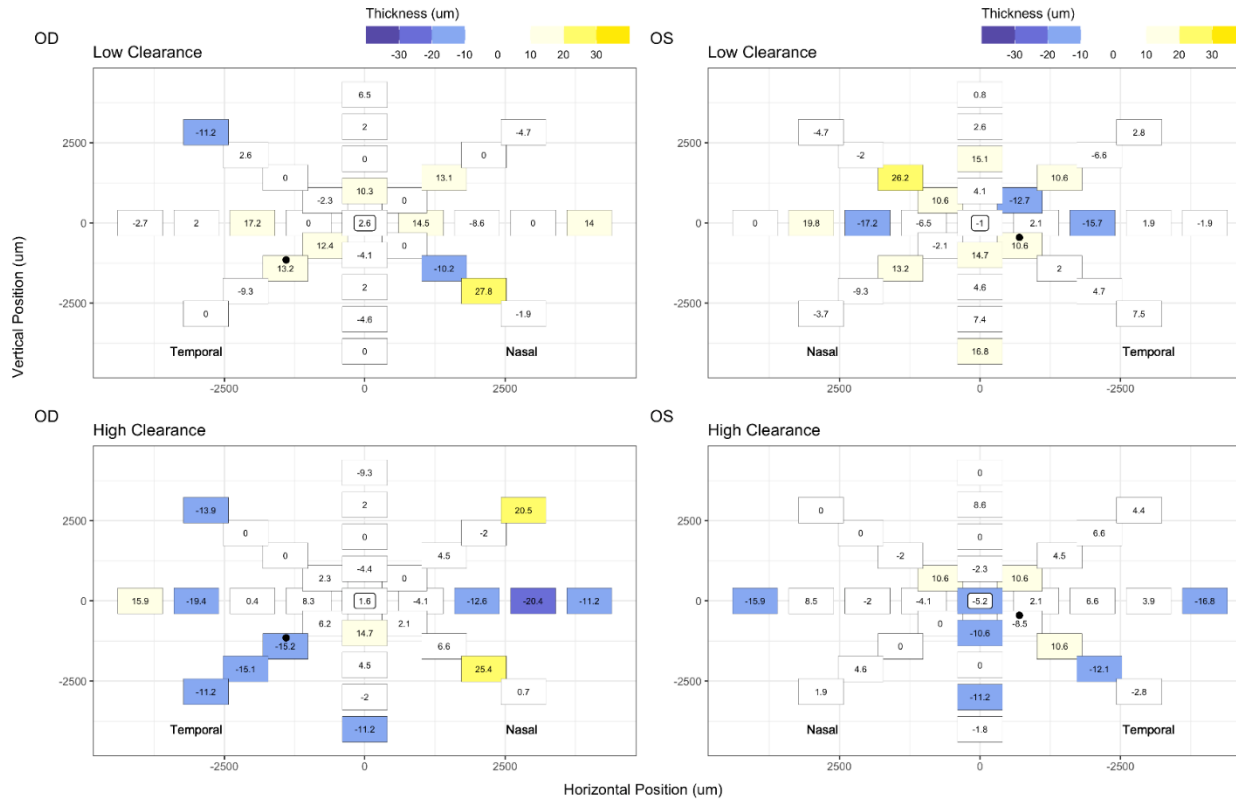 OD
Thickness (um)
-30 -20 -10 0 10 20 30
Low Clearance
OS
Thickness (um)
-30 -20 -10 0 10 20 30
Low Clearance
Vertical Position (um)
6.5
-11.2 2 -4.7
2500
2.6 0 0
0 13.1
10.3
-2.3 0
0
-2.7 2 17.2 0 2.6 14.5 -8.6 0 14
12.4 -4.1 0
13.2 -10.2
-9.3 2 27.8
-2500
0 -4.6 -1.9
0
Temporal Nasal
-2500 0 2500
0.8
-4.7 2.6 2.8
2500
-2 15.1 -6.6
26.2 10.6
4.1
10.6 -12.7
0
0 19.8 -17.2 -6.5 -1 2.1 -15.7 1.9 -1.9
-2.1 14.7 10.6
13.2 2
-9.3 4.6 4.7
-2500
-3.7 7.4 7.5
16.8
Nasal Temporal
2500 0 -2500
OD
High Clearance
OS
High Clearance
-9.3
-13.9 2 20.5
2500
0 0 -2
0 4.5
-4.4
2.3 0
0
15.9 -19.4 0.4 8.3 1.6 -4.1 -12.6 -20.4 -11.2
6.2 14.7 2.1
-15.2 6.6
-15.1 4.5 25.4
-2500
-11.2 -2 0.7
-11.2
Temporal Nasal
-2500 0 2500
0
0 8.6 4.4
2500
0 0 6.6
-2 4.5
-2.3
10.6 10.6
0
-15.9 8.5 -2 -4.1 -5.2 2.1 6.6 3.9 -16.8
0 -10.6 -8.5
0 10.6
4.6 0 -12.1
-2500
1.9 -11.2 -2.8
-1.8
Nasal Temporal
2500 0 -2500
Horizontal Position (um)